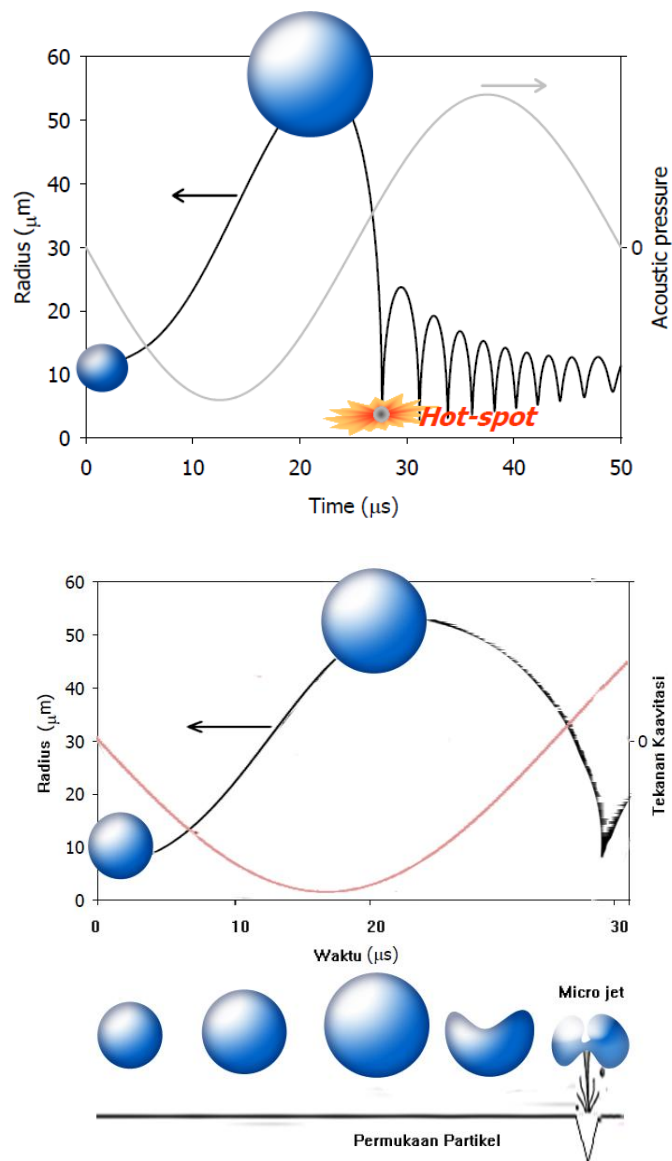 60
50
40
30
20
10
0
Radius (μm)
0
Acoustic pressure
Hot-spot
0 10 20 30 40 50
Time (μs)
60
50
40
30
20
10
0
Radius (μm)
0
Tekanan Kaavitasi
0 10 20 30
Waktu (μs)
Micro jet
Permukaan Partikel